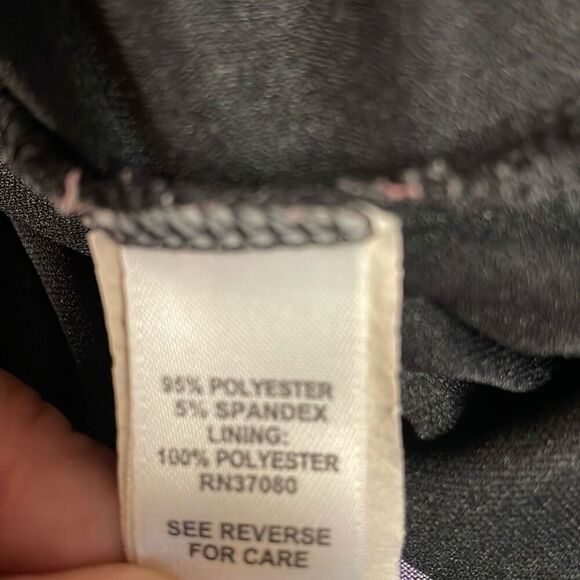 95% POLYESTER
5% SPANDEX
LINING:
100% POLYESTER
RN37080
SEE REVERSE
FOR CARE